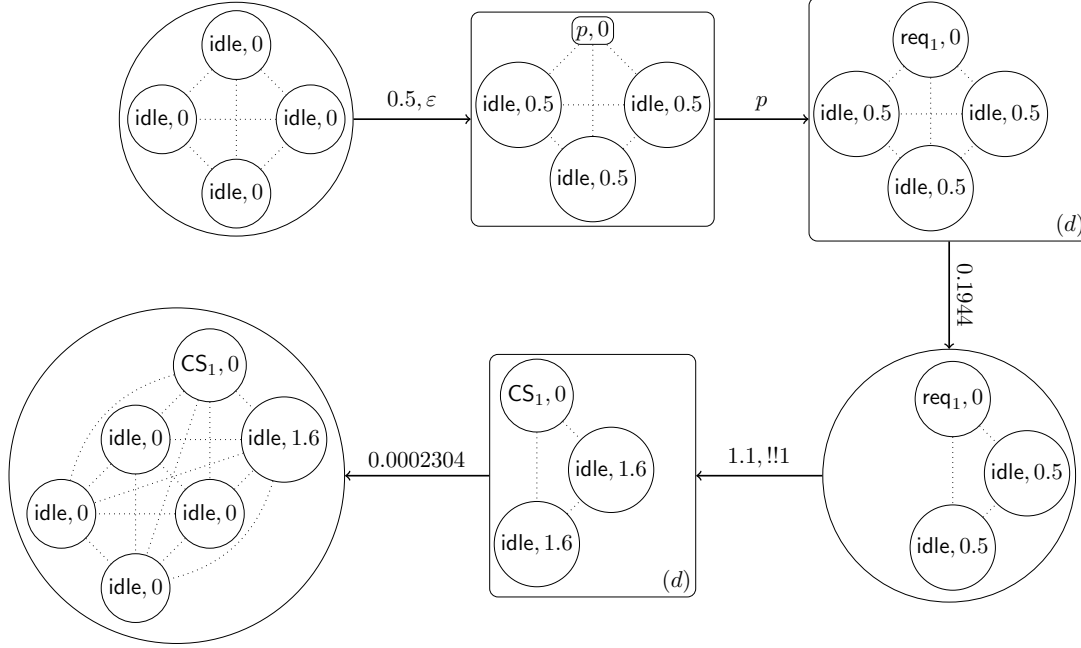 idle, 0
idle, 0
idle, 0
idle, 0
0.5, ε
p, 0
idle, 0.5
idle, 0.5
idle, 0.5
p
req₁, 0
idle, 0.5
idle, 0.5
idle, 0.5
(d)
0.1944
req₁, 0
idle, 0.5
idle, 0.5
1.1, !!1
CS₁, 0
idle, 1.6
idle, 1.6
(d)
0.0002304
CS₁, 0
idle, 0
idle, 1.6
idle, 0
idle, 0
idle, 0